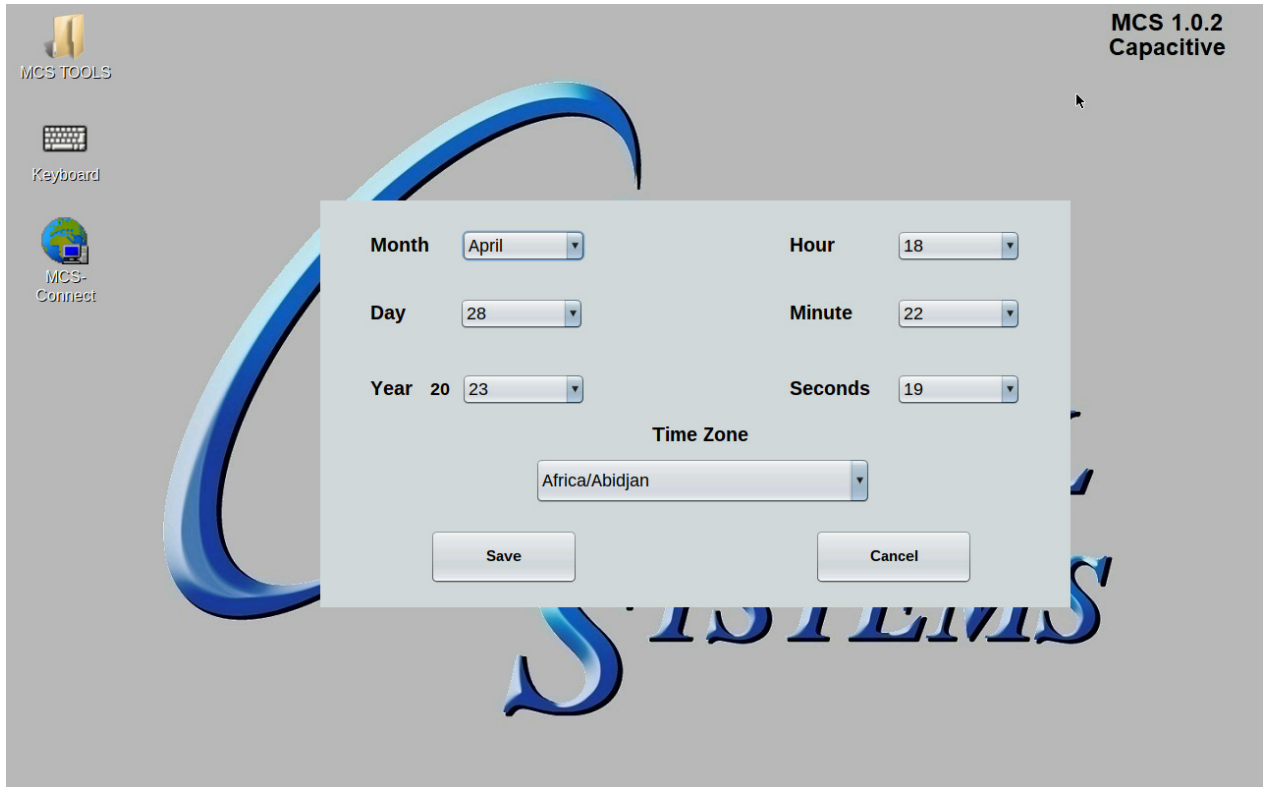 MCS 1.0.2
Capacitive
MCS TOOLS
Keyboard
MCS-
Connect
Month April
Hour 18
Day 28
Minute 22
Year 20 23
Seconds 19
Time Zone
Africa/Abidjan
Save
Cancel
SYSTEMS